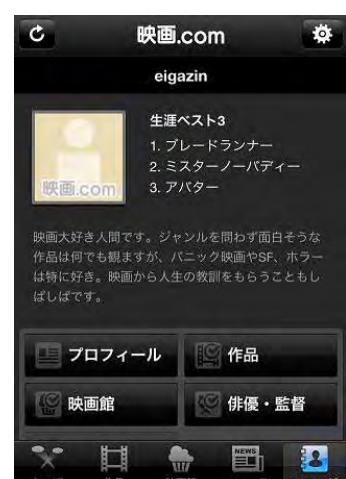 映画.com
eigazin
生涯ベスト3
1. ブレードランナー
2. ミスターノーバディー
3. アバター
映画.com
映画大好き人間です。ジャンルを問わず面白そうな
作品は何でも観ますが、パニック映画やSF、ホラー
は特に好き。映画から人生の教訓をもらうこともし
ばしばです。
プロフィール
作品
映画館
俳優・監督
NEWS